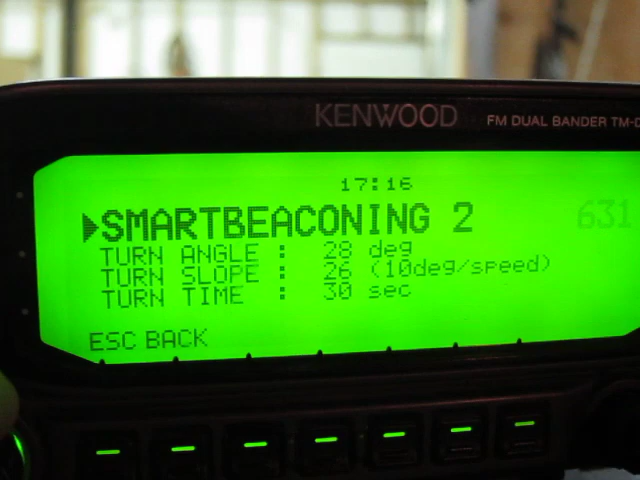 KENWOOD
FM DUAL BANDER TM-D
17:16
▶SMARTBEACONING 2
631
TURN ANGLE : 28 deg
TURN SLOPE : 26 (10deg/speed)
TURN TIME : 30 sec
ESC BACK